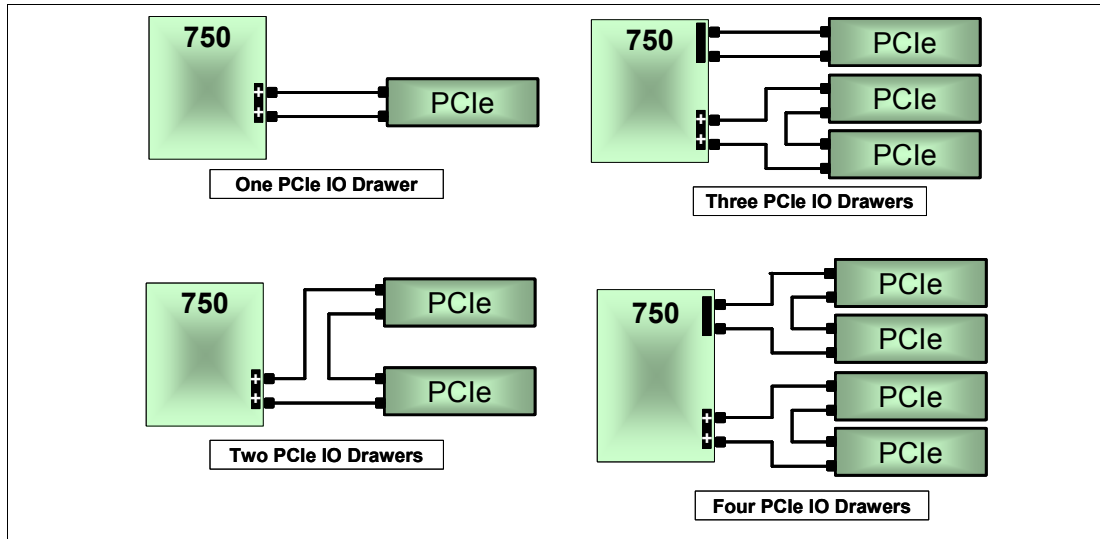 750
PCIe
One PCIe IO Drawer
750
PCIe
PCIe
PCIe
Three PCIe IO Drawers
750
PCIe
PCIe
Two PCIe IO Drawers
750
PCIe
PCIe
PCIe
PCIe
Four PCIe IO Drawers